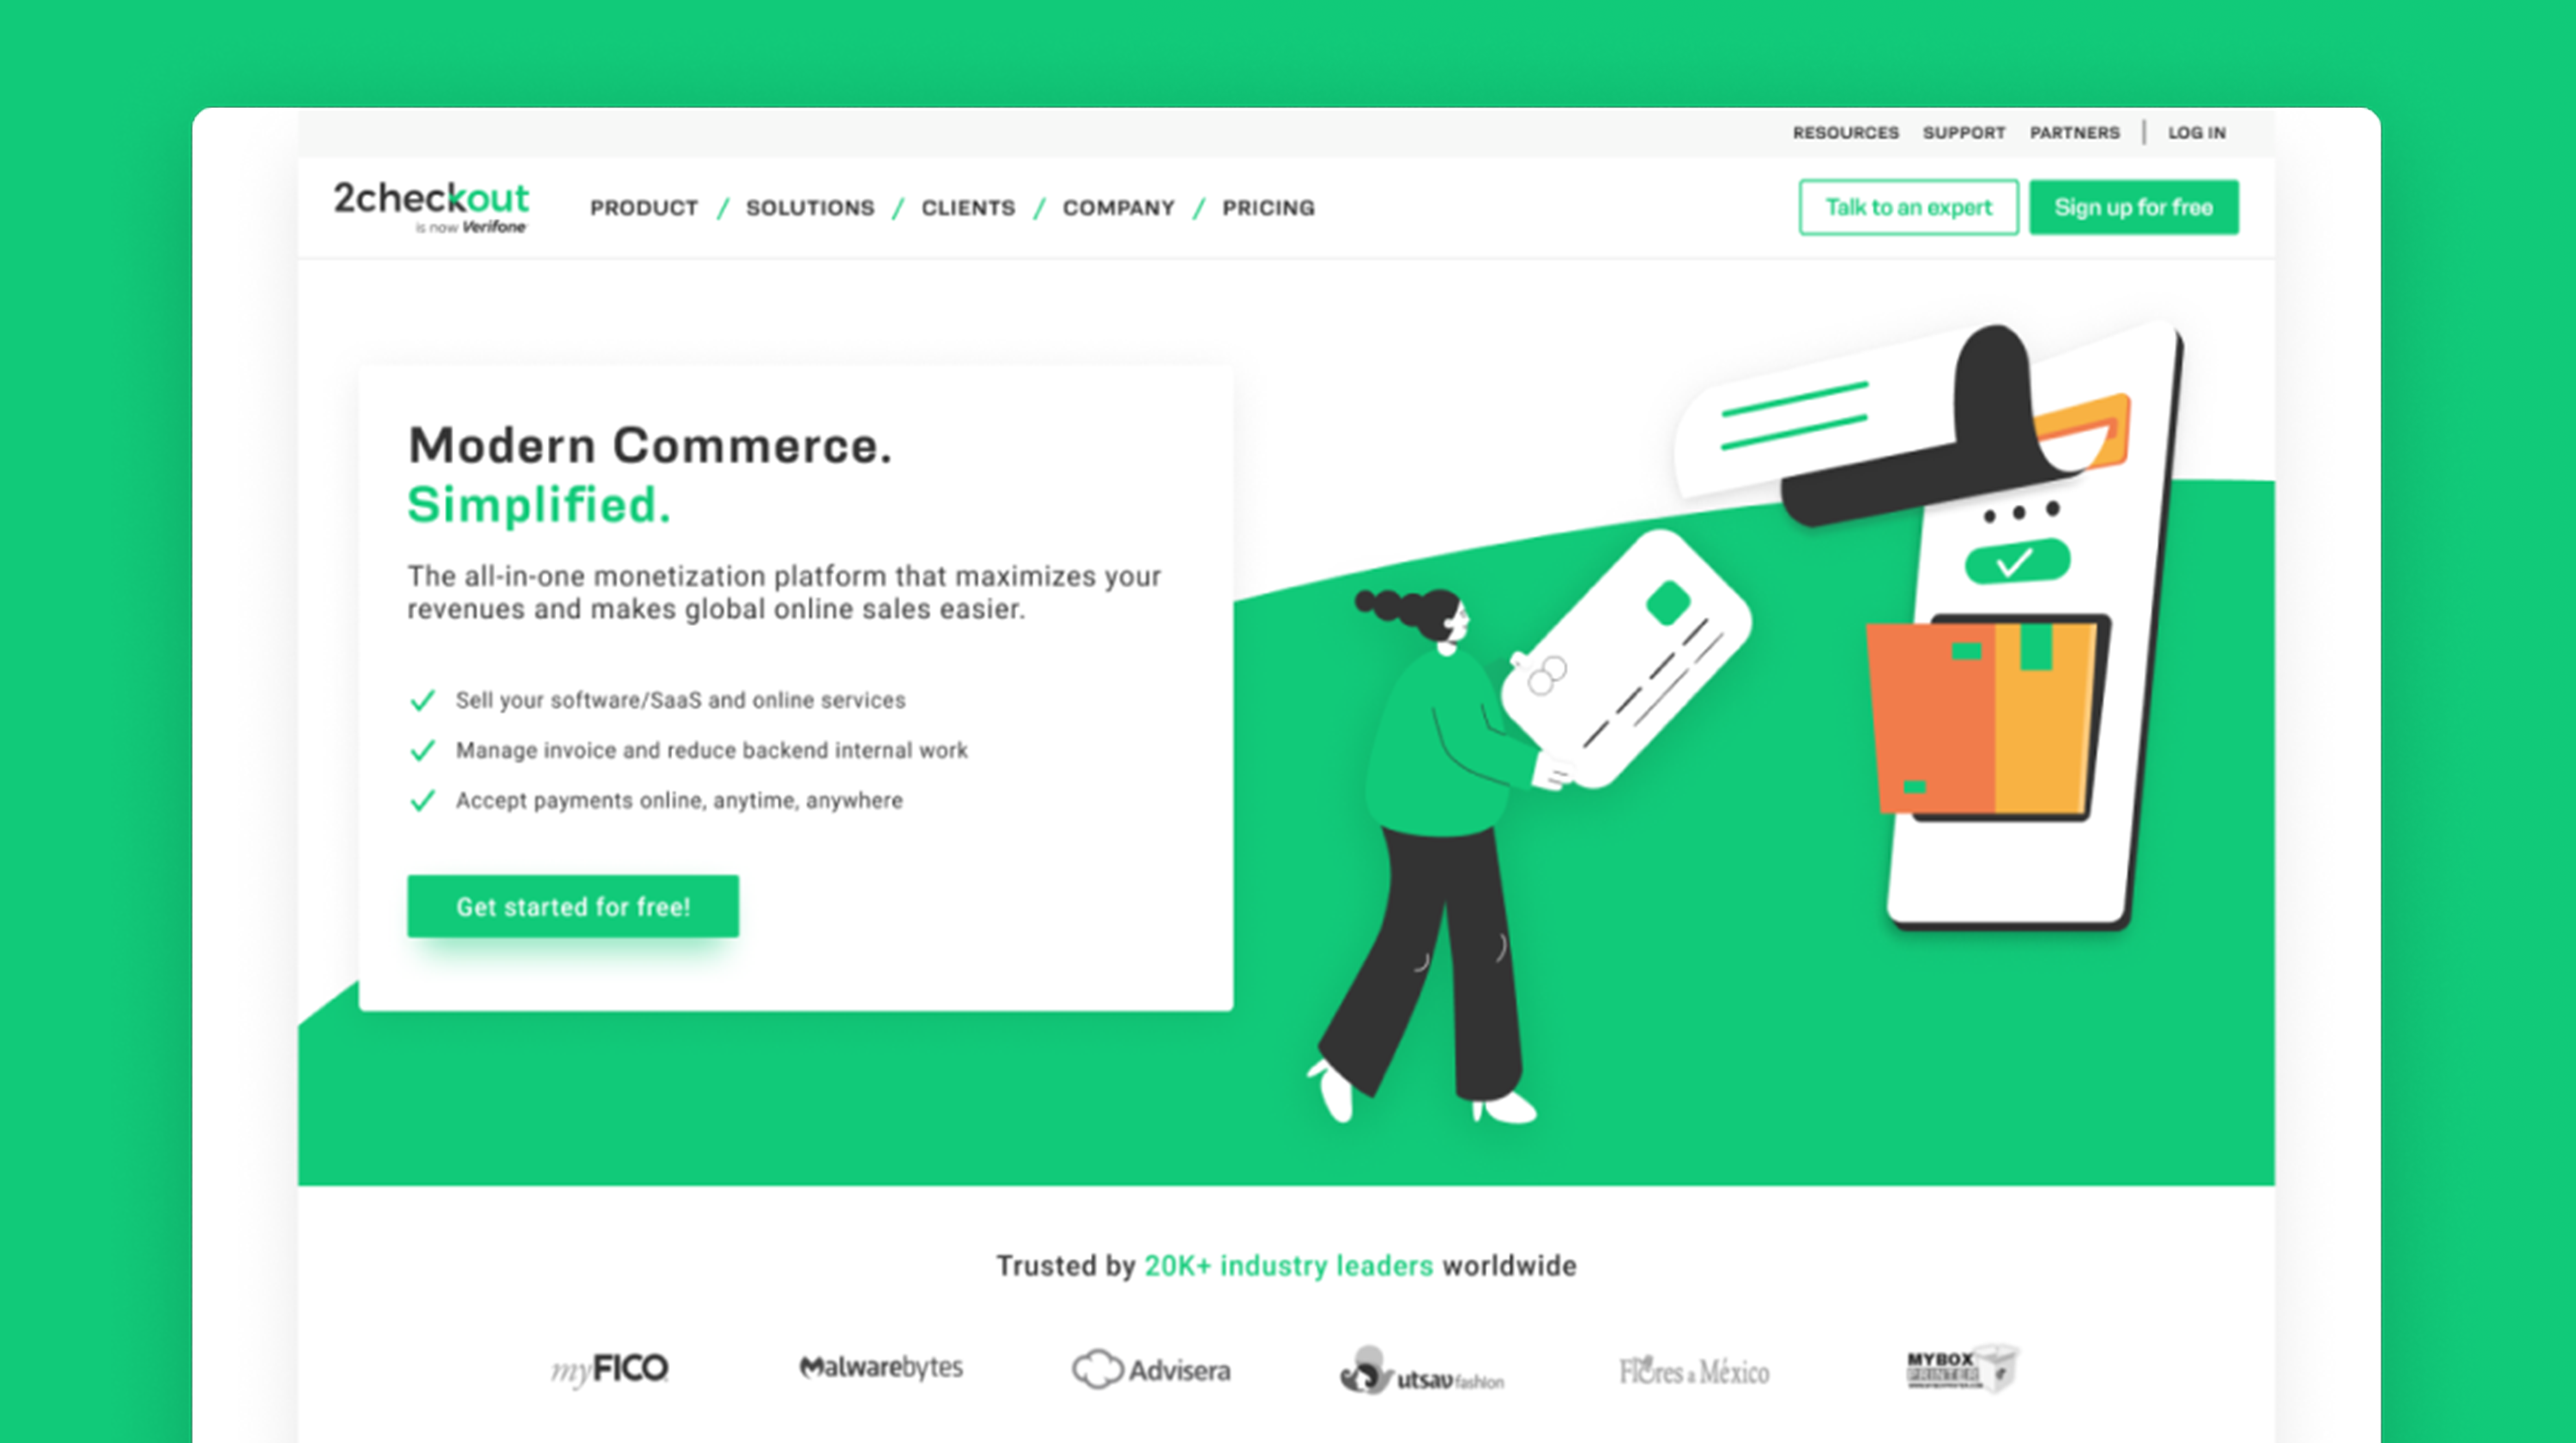 RESOURCES SUPPORT PARTNERS | LOG IN
2checkout
is now Verifone
PRODUCT / SOLUTIONS / CLIENTS / COMPANY / PRICING
Talk to an expert
Sign up for free
Modern Commerce.
Simplified.
The all-in-one monetization platform that maximizes your
revenues and makes global online sales easier.
Sell your software/SaaS and online services
Manage invoice and reduce backend internal work
Accept payments online, anytime, anywhere
Get started for free!
Trusted by 20K+ industry leaders worldwide
myFICO
Malwarebytes
Advisera
utsav fashion
Flores a México
MYBOX
PRINTER